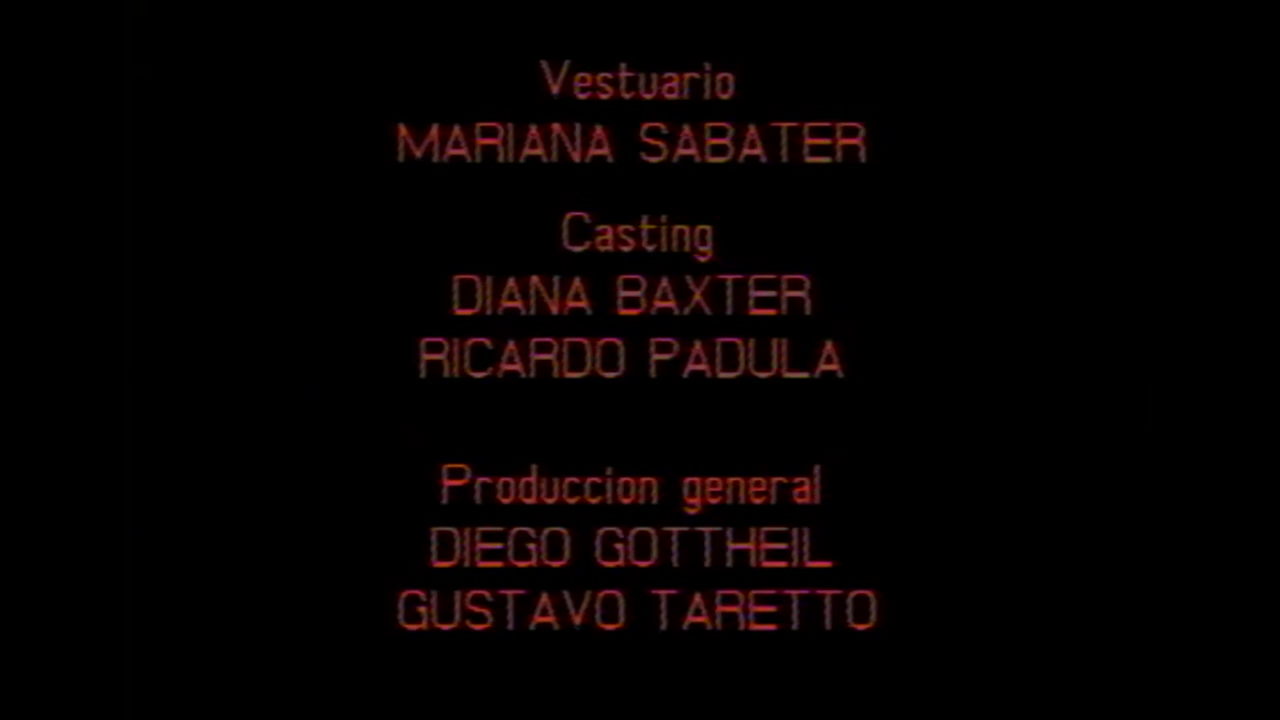 Vestuario
MARIANA SABATER
Casting
DIANA BAXTER
RICARDO PADULA
Produccion general
DIEGO GOTTHEIL
GUSTAVO TARETTO